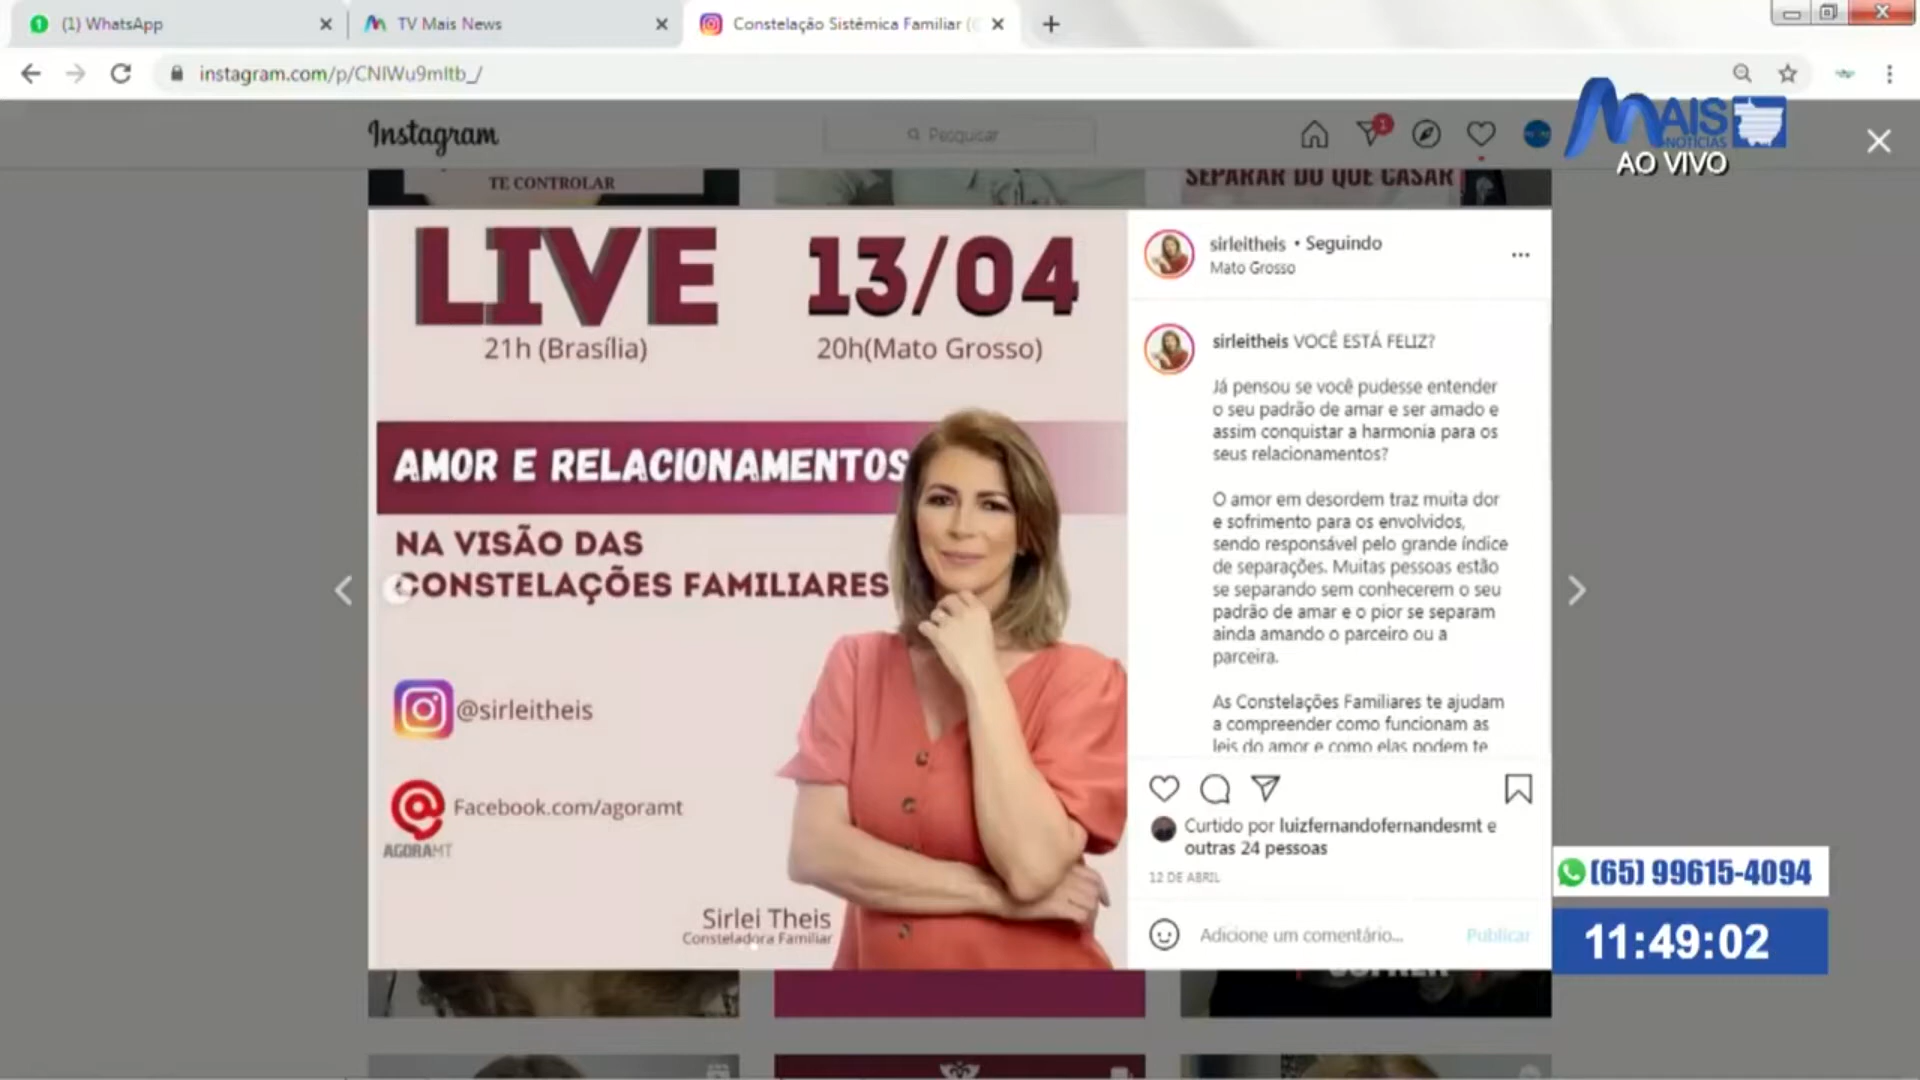 (1) WhatsApp
TV Mais News
Constelação Sistêmica Familiar (
instagram.com/p/CNlWu9mltb_/
Instagram
Pesquisar
1
MAIS
NOTÍCIAS
AO VIVO
TE CONTROLAR
SEPARAR DO QUE CASAR
LIVE
13/04
21h (Brasília)
20h(Mato Grosso)
AMOR E RELACIONAMENTOS
NA VISÃO DAS
CONSTELAÇÕES FAMILIARES
@sirleitheis
Facebook.com/agoramt
AGORAMT
Sirlei Theis
Consteladora Familiar
sirleitheis • Seguindo
Mato Grosso
sirleitheis VOCÊ ESTÁ FELIZ?
Já pensou se você pudesse entender
o seu padrão de amar e ser amado e
assim conquistar a harmonia para os
seus relacionamentos?
O amor em desordem traz muita dor
e sofrimento para os envolvidos,
sendo responsável pelo grande índice
de separações. Muitas pessoas estão
se separando sem conhecerem o seu
padrão de amar e o pior se separam
ainda amando o parceiro ou a
parceira.
As Constelações Familiares te ajudam
a compreender como funcionam as
leis do amor e como elas podem te
Curtido por luizfernandofernandesmt e
outras 24 pessoas
12 DE ABRIL
Adicione um comentário...
Publicar
(65) 99615-4094
11:49:02